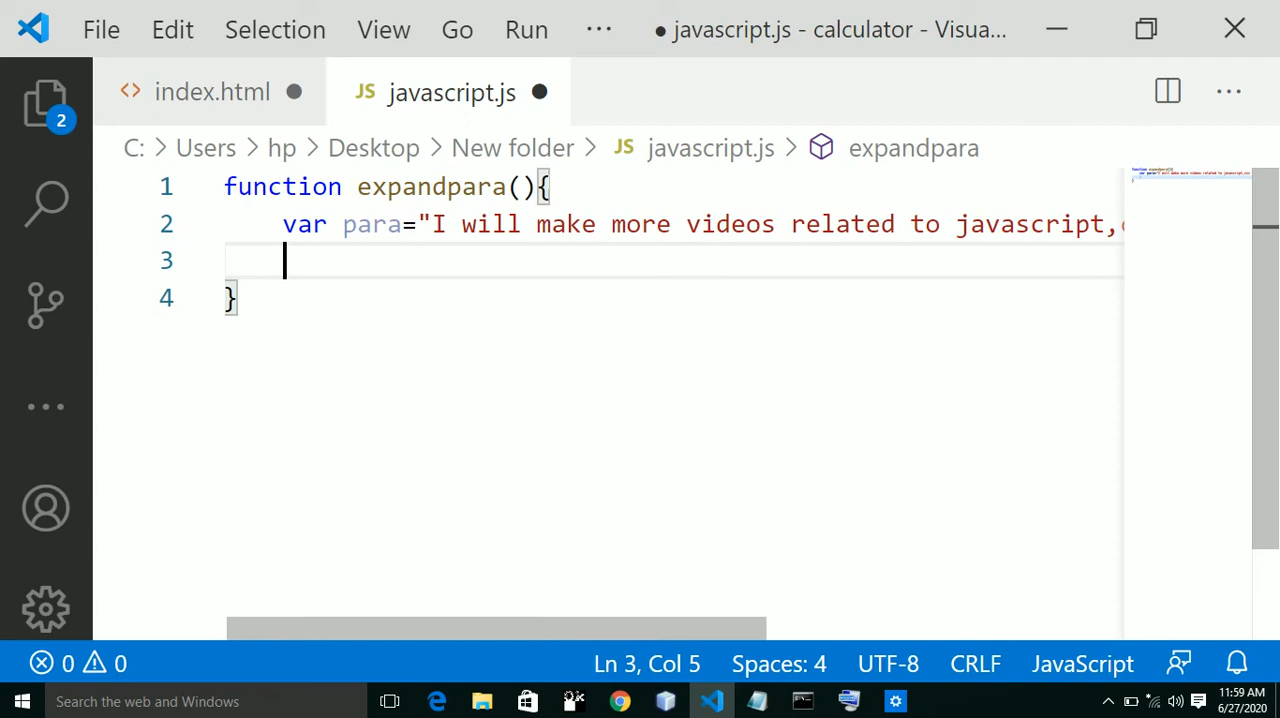 File Edit Selection View Go Run ··· ● javascript.js - calculator - Visua...
<> index.html ● JS javascript.js ● ···
C: > Users > hp > Desktop > New folder > JS javascript.js > expandpara
2
1 function expandpara(){
2 var para="I will make more videos related to javascript,
3
4 }
0 0 Ln 3, Col 5 Spaces: 4 UTF-8 CRLF JavaScript
Search the web and Windows 11:59 AM
6/27/2020